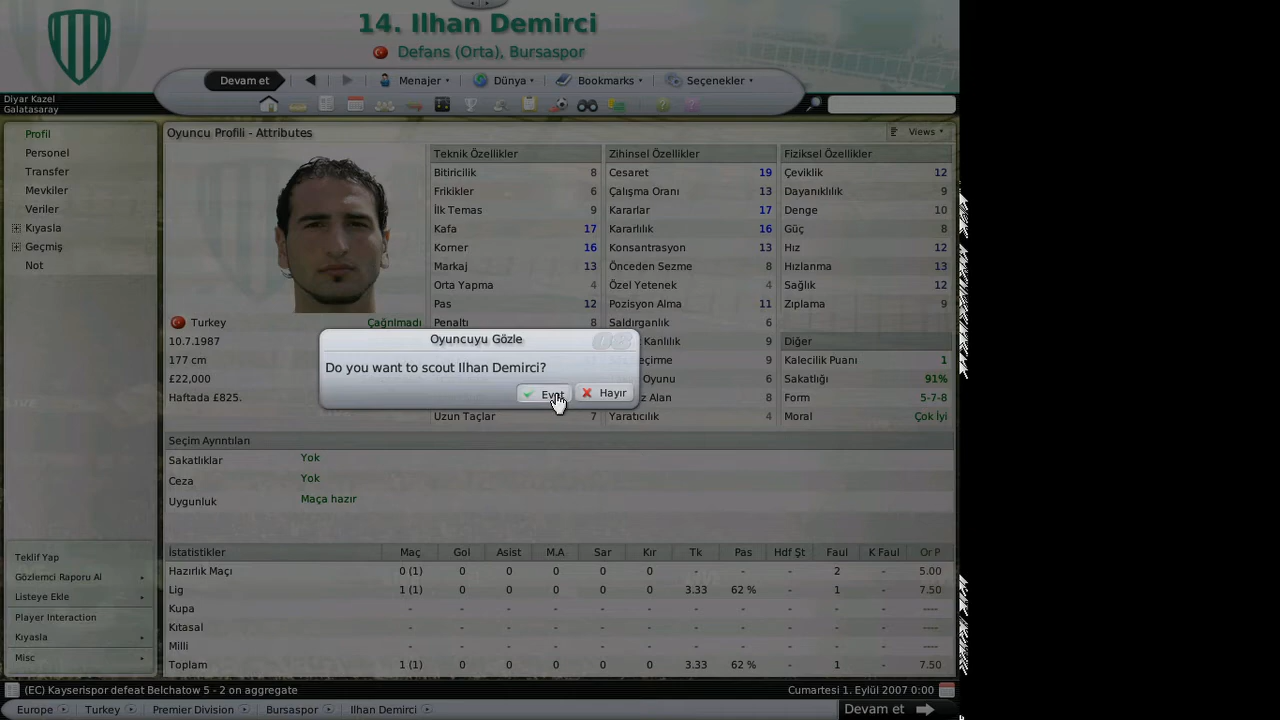 14. Ilhan Demirci
Defans (Orta), Bursaspor
Devam et Menajer Dünya Bookmarks Seçenekler
Diyar Kazel
Galatasaray
Profil
Personel
Transfer
Mevkiler
Veriler
Kıyasla
Geçmiş
Not
Oyuncu Profili - Attributes Views
Turkey Çağrılmadı
10.7.1987
177 cm
£22,000
Haftada £825.
Teknik Özellikler
Bitiricilik 8
Frikikler 6
İlk Temas 9
Kafa 17
Korner 16
Markaj 13
Orta Yapma 4
Pas 12
Penaltı 8
Uzun Taçlar 7
Zihinsel Özellikler
Cesaret 19
Çalışma Oranı 13
Kararlar 17
Kararlılık 16
Konsantrasyon 13
Önceden Sezme 8
Özel Yetenek 4
Pozisyon Alma 11
Saldırganlık 6
Kanlılık 9
9
Oyunu 6
Alan 8
Yaratıcılık 4
Fiziksel Özellikler
Çeviklik 12
Dayanıklılık 9
Denge 10
Güç 8
Hız 12
Hızlanma 13
Sağlık 12
Zıplama 9
Diğer
Kalecilik Puanı 1
Sakatlığı 91%
Form 5-7-8
Moral Çok İyi
Oyuncuyu Gözle
Do you want to scout Ilhan Demirci?
Evet Hayır
Seçim Ayrıntıları
Sakatlıklar Yok
Ceza Yok
Uygunluk Maça hazır
Teklif Yap
Gözlemci Raporu Al
Listeye Ekle
Player Interaction
Kıyasla
Misc
İstatistikler Maç Gol Asist M.A Sar Kır Tk Pas Hdf Şt Faul K Faul Or P
Hazırlık Maçı 0 (1) 0 0 0 0 0 - - - 2 - 5.00
Lig 1 (1) 0 0 0 0 0 3.33 62 % - 1 - 7.50
Kupa - - - - - - - - - - - ----
Kıtasal - - - - - - - - - - - ----
Milli - - - - - - - - - - - ----
Toplam 1 (1) 0 0 0 0 0 3.33 62 % - 1 - 7.50
(EC) Kayserispor defeat Belchatow 5 - 2 on aggregate Cumartesi 1. Eylül 2007 0:00
Europe Turkey Premier Division Bursaspor Ilhan Demirci Devam et